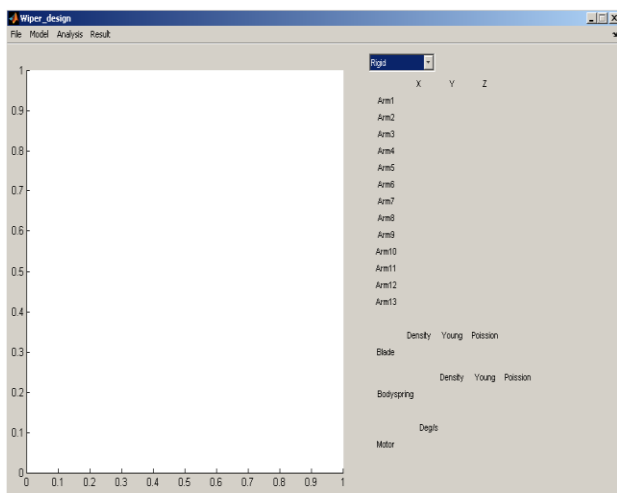 Wiper_design
File Model Analysis Result
Rigid
X Y Z
Arm1
Arm2
Arm3
Arm4
Arm5
Arm6
Arm7
Arm8
Arm9
Arm10
Arm11
Arm12
Arm13
Density Young Poission
Blade
Density Young Poission
Bodyspring
Deg/s
Motor
1
0.9
0.8
0.7
0.6
0.5
0.4
0.3
0.2
0.1
0
0 0.1 0.2 0.3 0.4 0.5 0.6 0.7 0.8 0.9 1